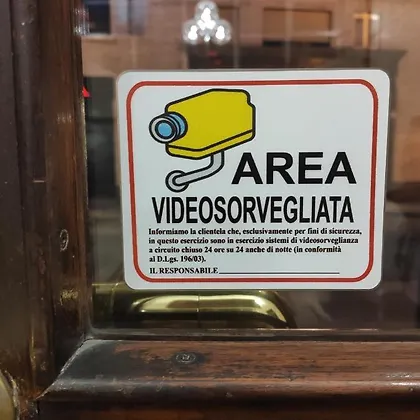 AREA
VIDEOSORVEGLIATA
Informiamo la clientela che, esclusivamente per fini di sicurezza,
in questo esercizio sono in esercizio sistemi di videosorveglianza
a circuito chiuso 24 ore su 24 anche di notte (in conformità
al D.Lgs. 196/03).
IL RESPONSABILE